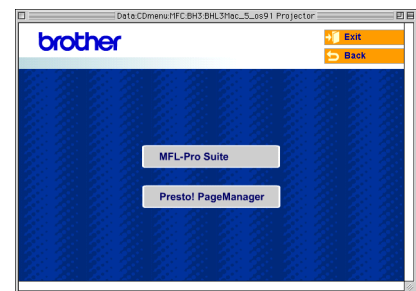 Data:CDmenu:MFC:BH3:BHL3Mac_5_os91 Projector
brother
Exit
Back
MFL-Pro Suite
Presto! PageManager